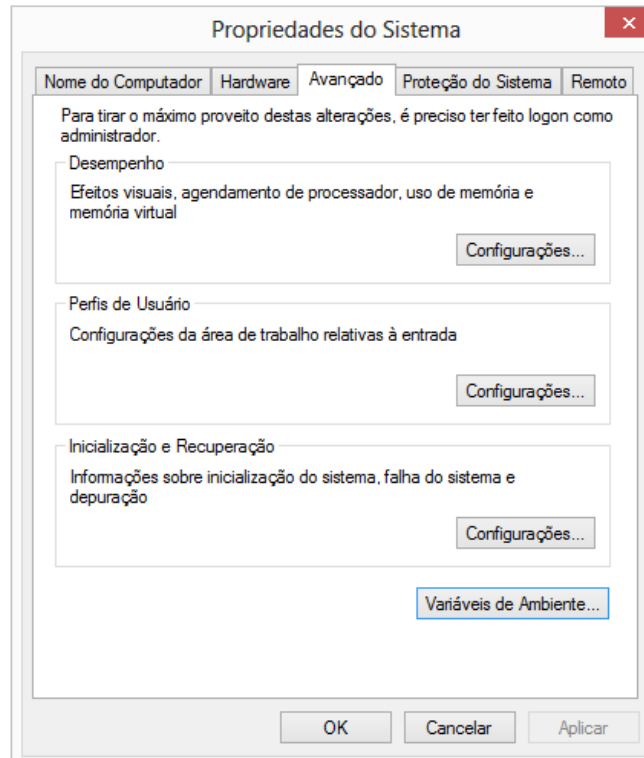 Propriedades do Sistema
Nome do Computador Hardware Avançado Proteção do Sistema Remoto
Para tirar o máximo proveito destas alterações, é preciso ter feito logon como
administrador.
Desempenho
Efeitos visuais, agendamento de processador, uso de memória e
memória virtual
Configurações...
Perfis de Usuário
Configurações da área de trabalho relativas à entrada
Configurações...
Inicialização e Recuperação
Informações sobre inicialização do sistema, falha do sistema e
depuração
Configurações...
Variáveis de Ambiente...
OK Cancelar Aplicar